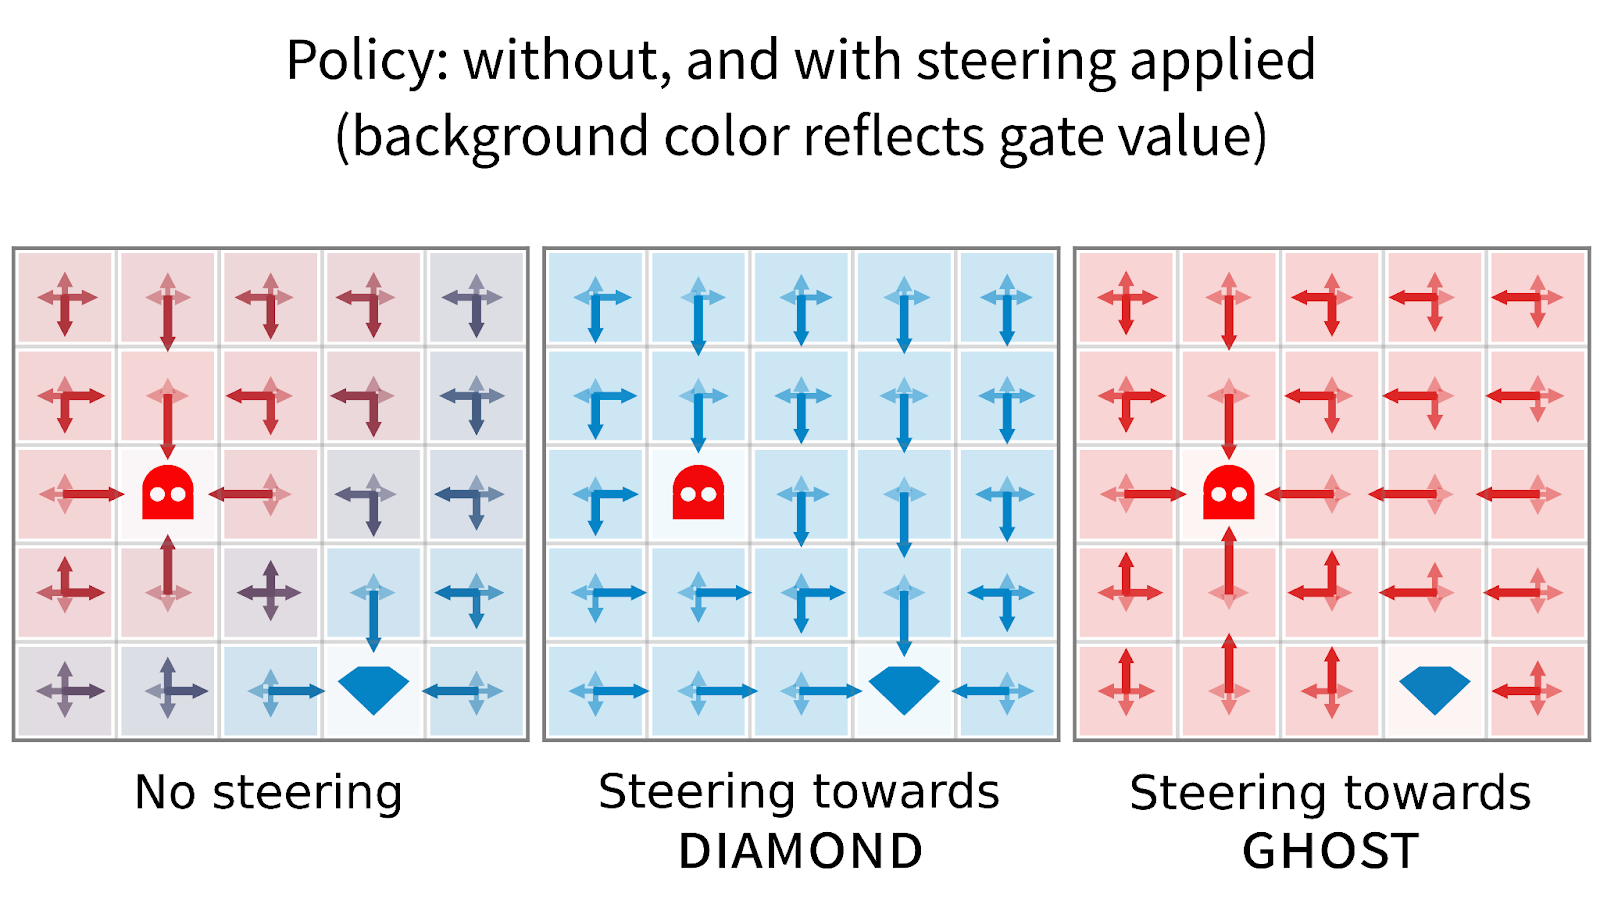 Policy: without, and with steering applied
(background color reflects gate value)
No steering
Steering towards
DIAMOND
Steering towards
GHOST